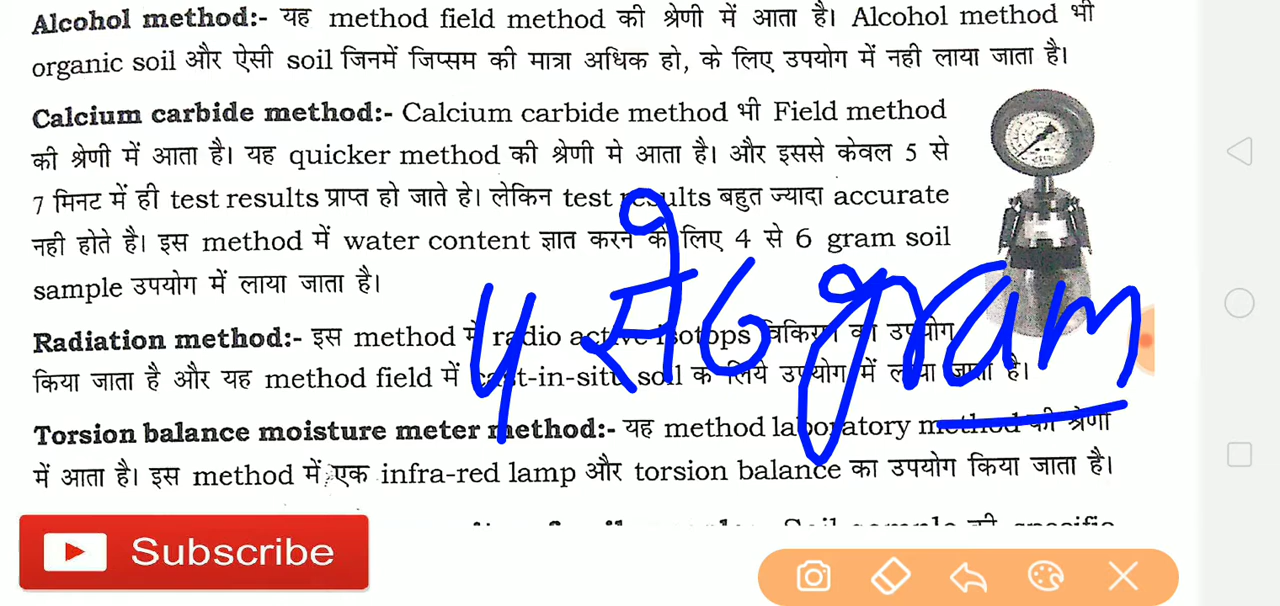 Alcohol method:- यह method field method की श्रेणी में आता है। Alcohol method भी
organic soil और ऐसी soil जिनमें जिप्सम की मात्रा अधिक हो, के लिए उपयोग में नही लाया जाता है।
Calcium carbide method:- Calcium carbide method भी Field method
की श्रेणी में आता है। यह quicker method की श्रेणी मे आता है। और इससे केवल 5 से
7 मिनट में ही test results प्राप्त हो जाते हे। लेकिन test results बहुत ज्यादा accurate
नही होते है। इस method में water content ज्ञात करने के लिए 4 से 6 gram soil
sample उपयोग में लाया जाता है।
4 से 6 gram
Radiation method:- इस method में radio active isotops विकिरण का उपयोग
किया जाता है और यह method field में cast-in-situ soil के लिये उपयोग में लाया जाता है।
Torsion balance moisture meter method:- यह method laboratory method की श्रेणी
में आता है। इस method में एक infra-red lamp और torsion balance का उपयोग किया जाता है।
Subscribe